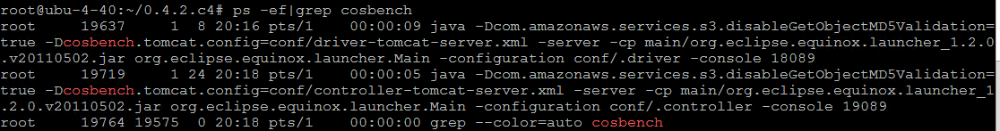 root@ubu-4-40:~/0.4.2.c4# ps -ef|grep cosbench
root     19637     1  8 20:16 pts/1    00:00:09 java -Dcom.amazonaws.services.s3.disableGetObjectMD5Validation=
true -Dcosbench.tomcat.config=conf/driver-tomcat-server.xml -server -cp main/org.eclipse.equinox.launcher_1.2.0
.v20110502.jar org.eclipse.equinox.launcher.Main -configuration conf/.driver -console 18089
root     19719     1 24 20:18 pts/1    00:00:05 java -Dcom.amazonaws.services.s3.disableGetObjectMD5Validation=
true -Dcosbench.tomcat.config=conf/controller-tomcat-server.xml -server -cp main/org.eclipse.equinox.launcher_1
.2.0.v20110502.jar org.eclipse.equinox.launcher.Main -configuration conf/.controller -console 19089
root     19764 19575  0 20:18 pts/1    00:00:00 grep --color=auto cosbench